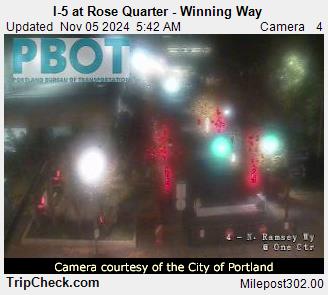 I-5 at Rose Quarter - Winning Way
Updated Nov 05 2024 5:42 AM Camera 4
PBOT
PORTLAND BUREAU OF TRANSPORTATION
4 - N. Ramsey Wy
@ One Ctr
Camera courtesy of the City of Portland
TripCheck.com Milepost302.00